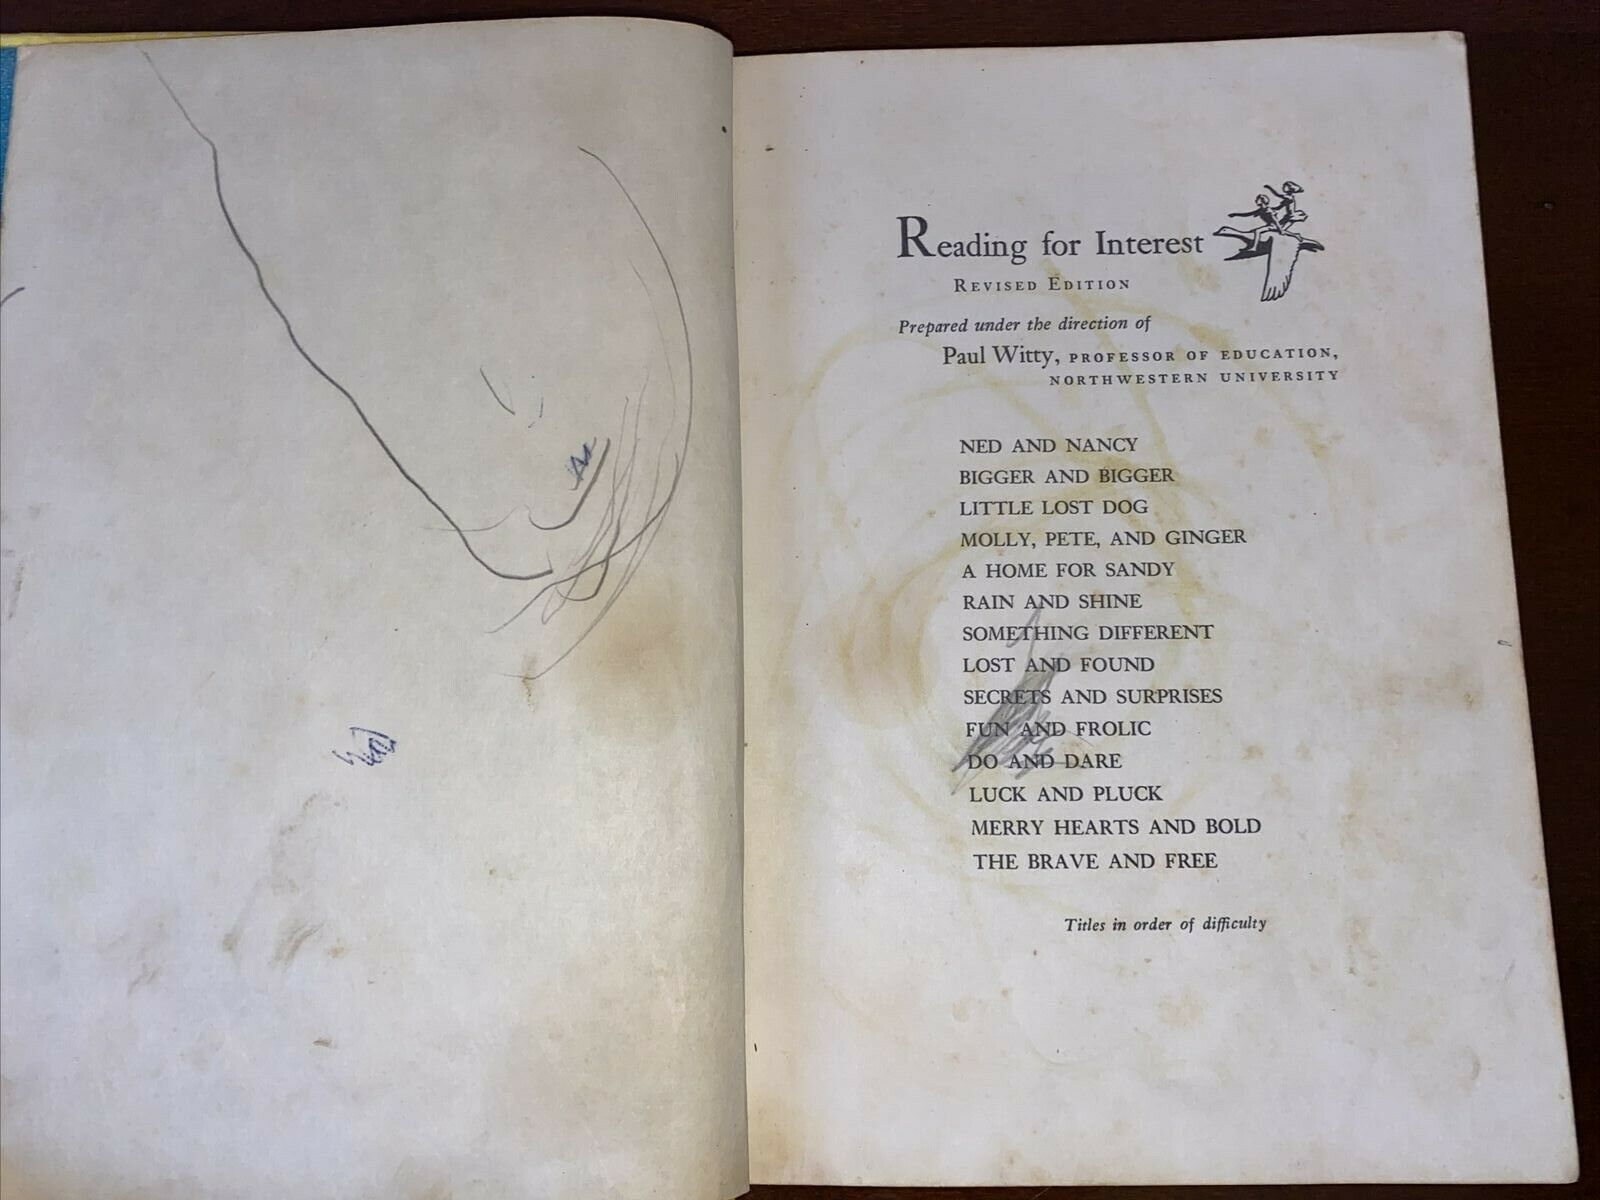 Reading for Interest
REVISED EDITION
Prepared under the direction of
Paul Witty, PROFESSOR OF EDUCATION,
NORTHWESTERN UNIVERSITY
NED AND NANCY
BIGGER AND BIGGER
LITTLE LOST DOG
MOLLY, PETE, AND GINGER
A HOME FOR SANDY
RAIN AND SHINE
SOMETHING DIFFERENT
LOST AND FOUND
SECRETS AND SURPRISES
FUN AND FROLIC
DO AND DARE
LUCK AND PLUCK
MERRY HEARTS AND BOLD
THE BRAVE AND FREE
Titles in order of difficulty